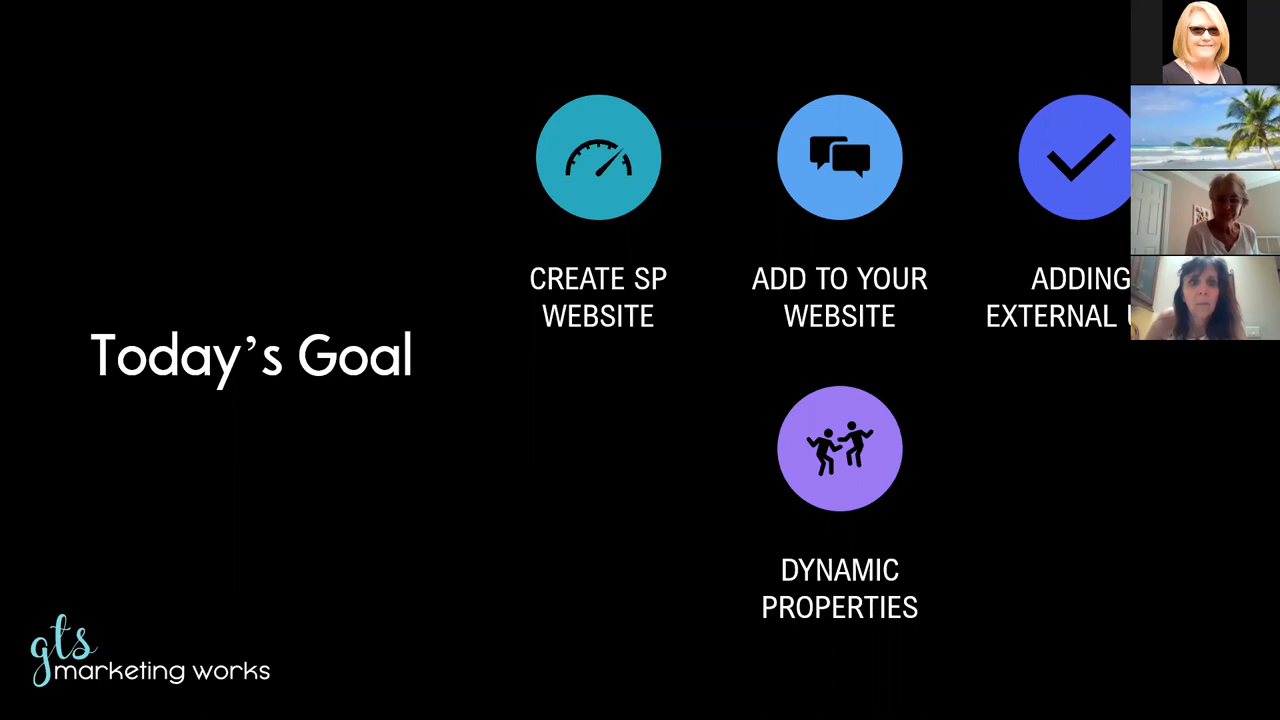 Today's Goal
CREATE SP
WEBSITE
ADD TO YOUR
WEBSITE
ADDING
EXTERNAL
DYNAMIC
PROPERTIES
gts
marketing works